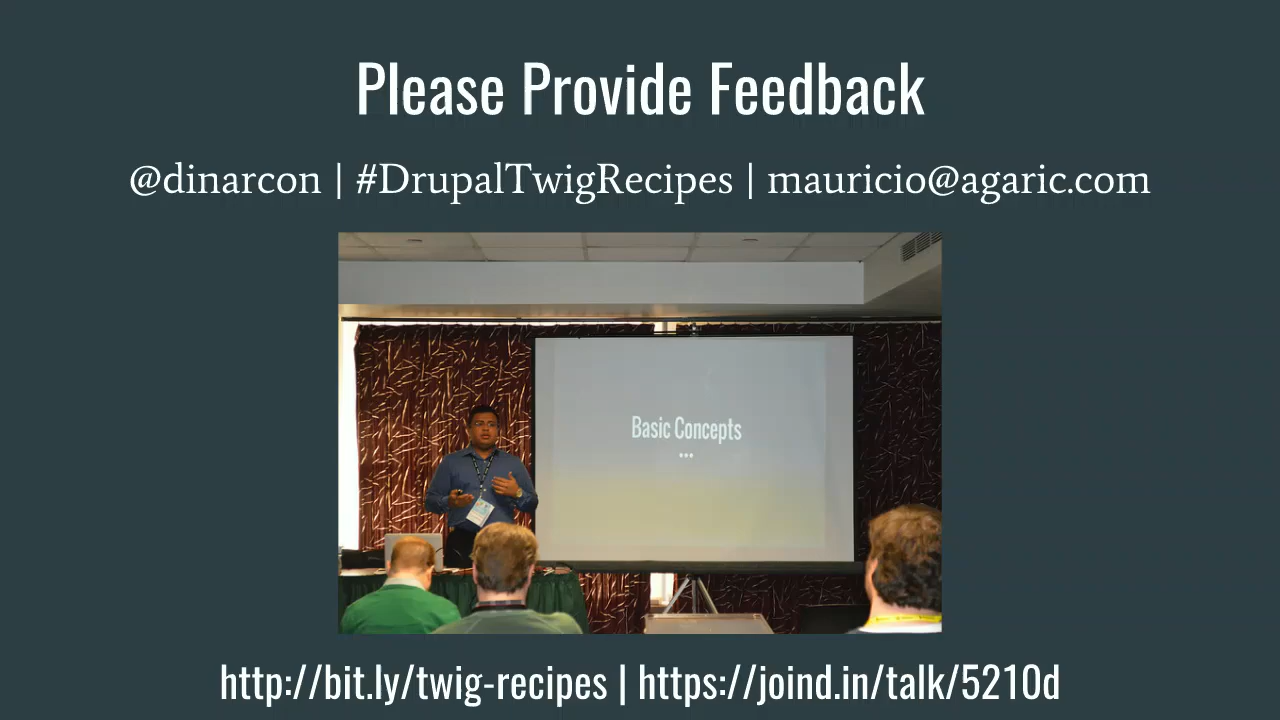 Please Provide Feedback
@dinarcon | #DrupalTwigRecipes | mauricio@agaric.com
Basic Concepts
...
http://bit.ly/twig-recipes | https://joind.in/talk/5210d